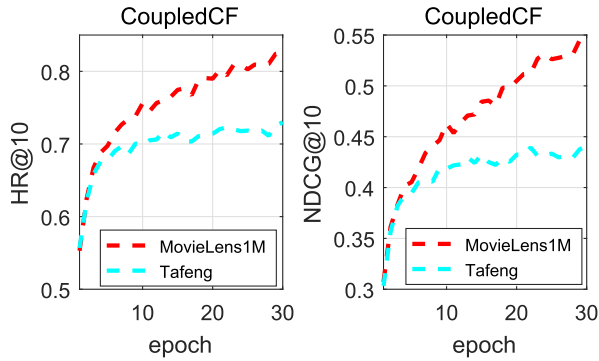 CoupledCF
HR@10
0.8
0.7
0.6
0.5
MovieLens1M
Tafeng
10
20
30
epoch
CoupledCF
NDCG@10
0.55
0.5
0.45
0.4
0.35
0.3
MovieLens1M
Tafeng
10
20
30
epoch